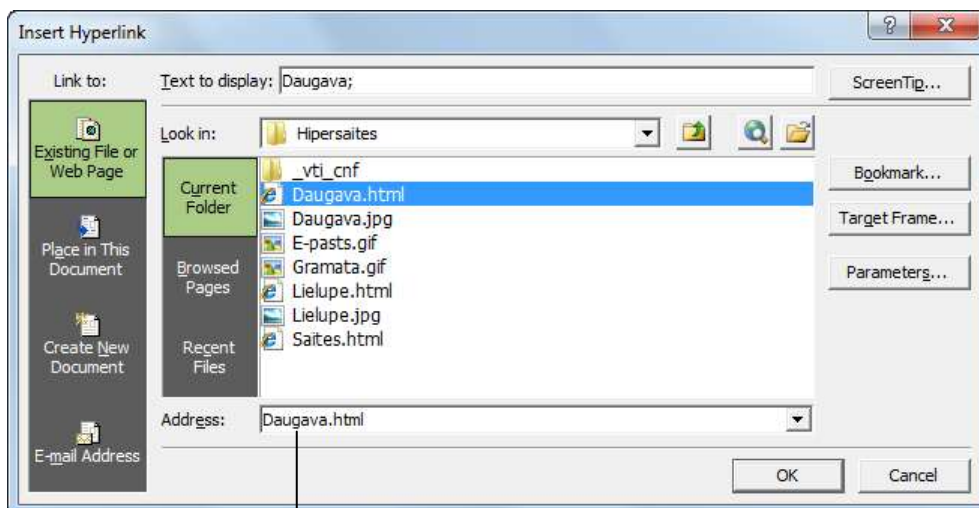 Insert Hyperlink
Link to:
Text to display: Daugava;
ScreenTip...
Existing File or
Web Page
Look in: Hipersaites
Current
Folder
_vti_cnf
Daugava.html
Daugava.jpg
E-pasts.gif
Gramata.gif
Lielupe.html
Lielupe.jpg
Saites.html
Bookmark...
Target Frame...
Parameters...
Place in This
Document
Browsed
Pages
Create New
Document
Recent
Files
Address: Daugava.html
E-mail Address
OK
Cancel